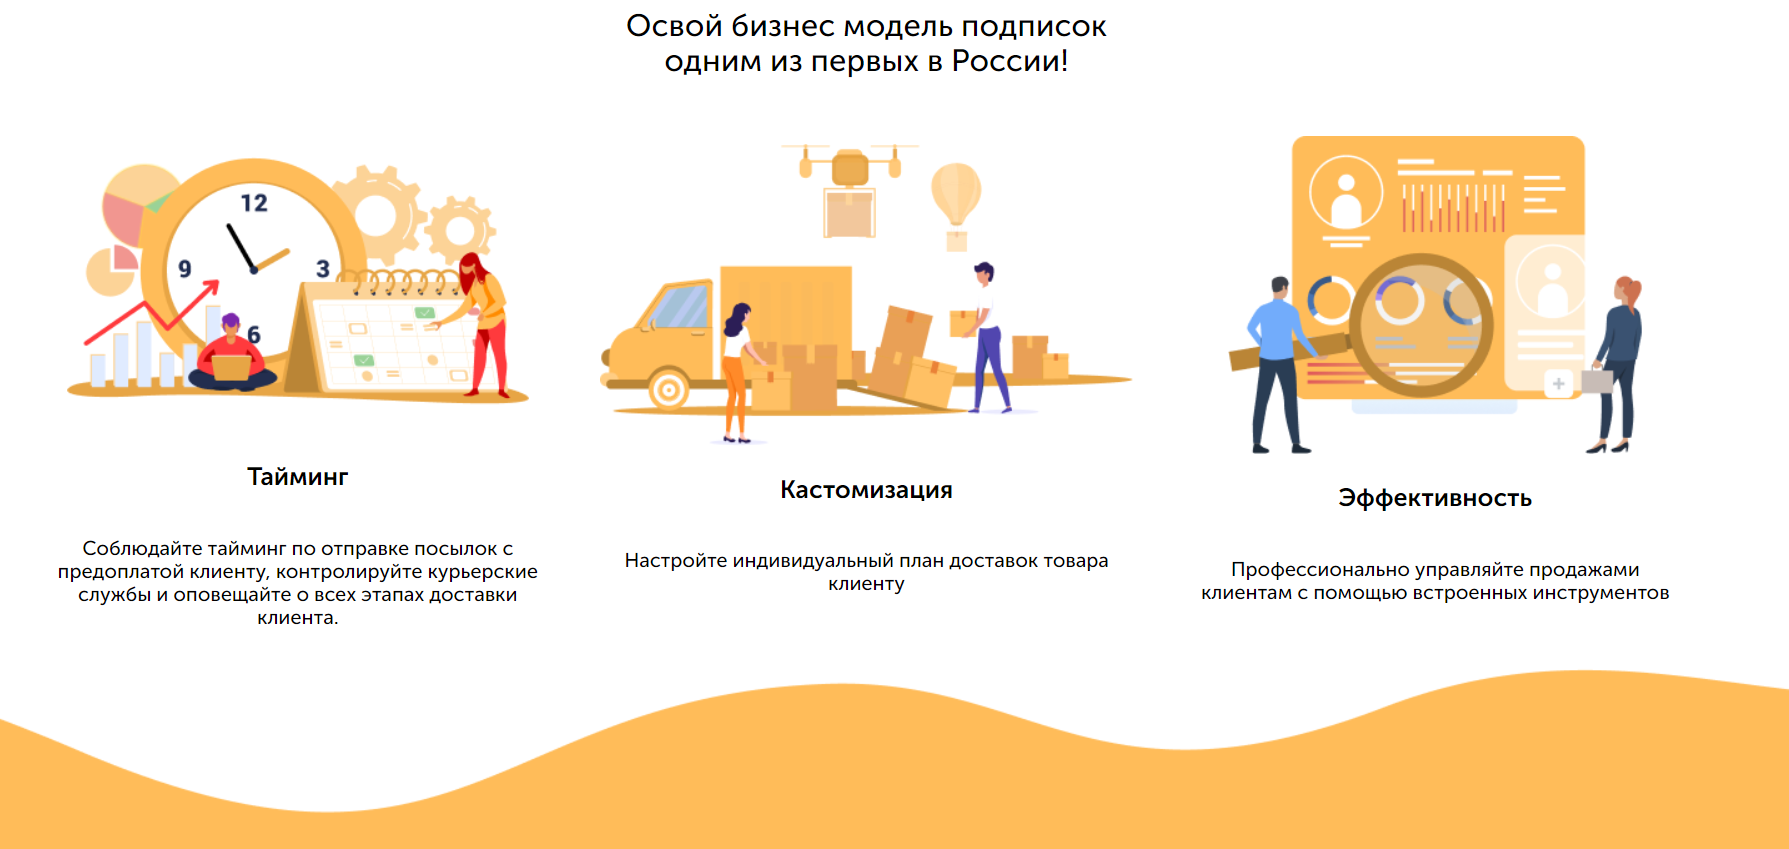 Освой бизнес модель подписок
одним из первых в России!
12
9
3
6
Тайминг
Соблюдайте тайминг по отправке посылок с
предоплатой клиенту, контролируйте курьерские
службы и оповещайте о всех этапах доставки
клиента.
Кастомизация
Настройте индивидуальный план доставок товара
клиенту
Эффективность
Профессионально управляйте продажами
клиентам с помощью встроенных инструментов